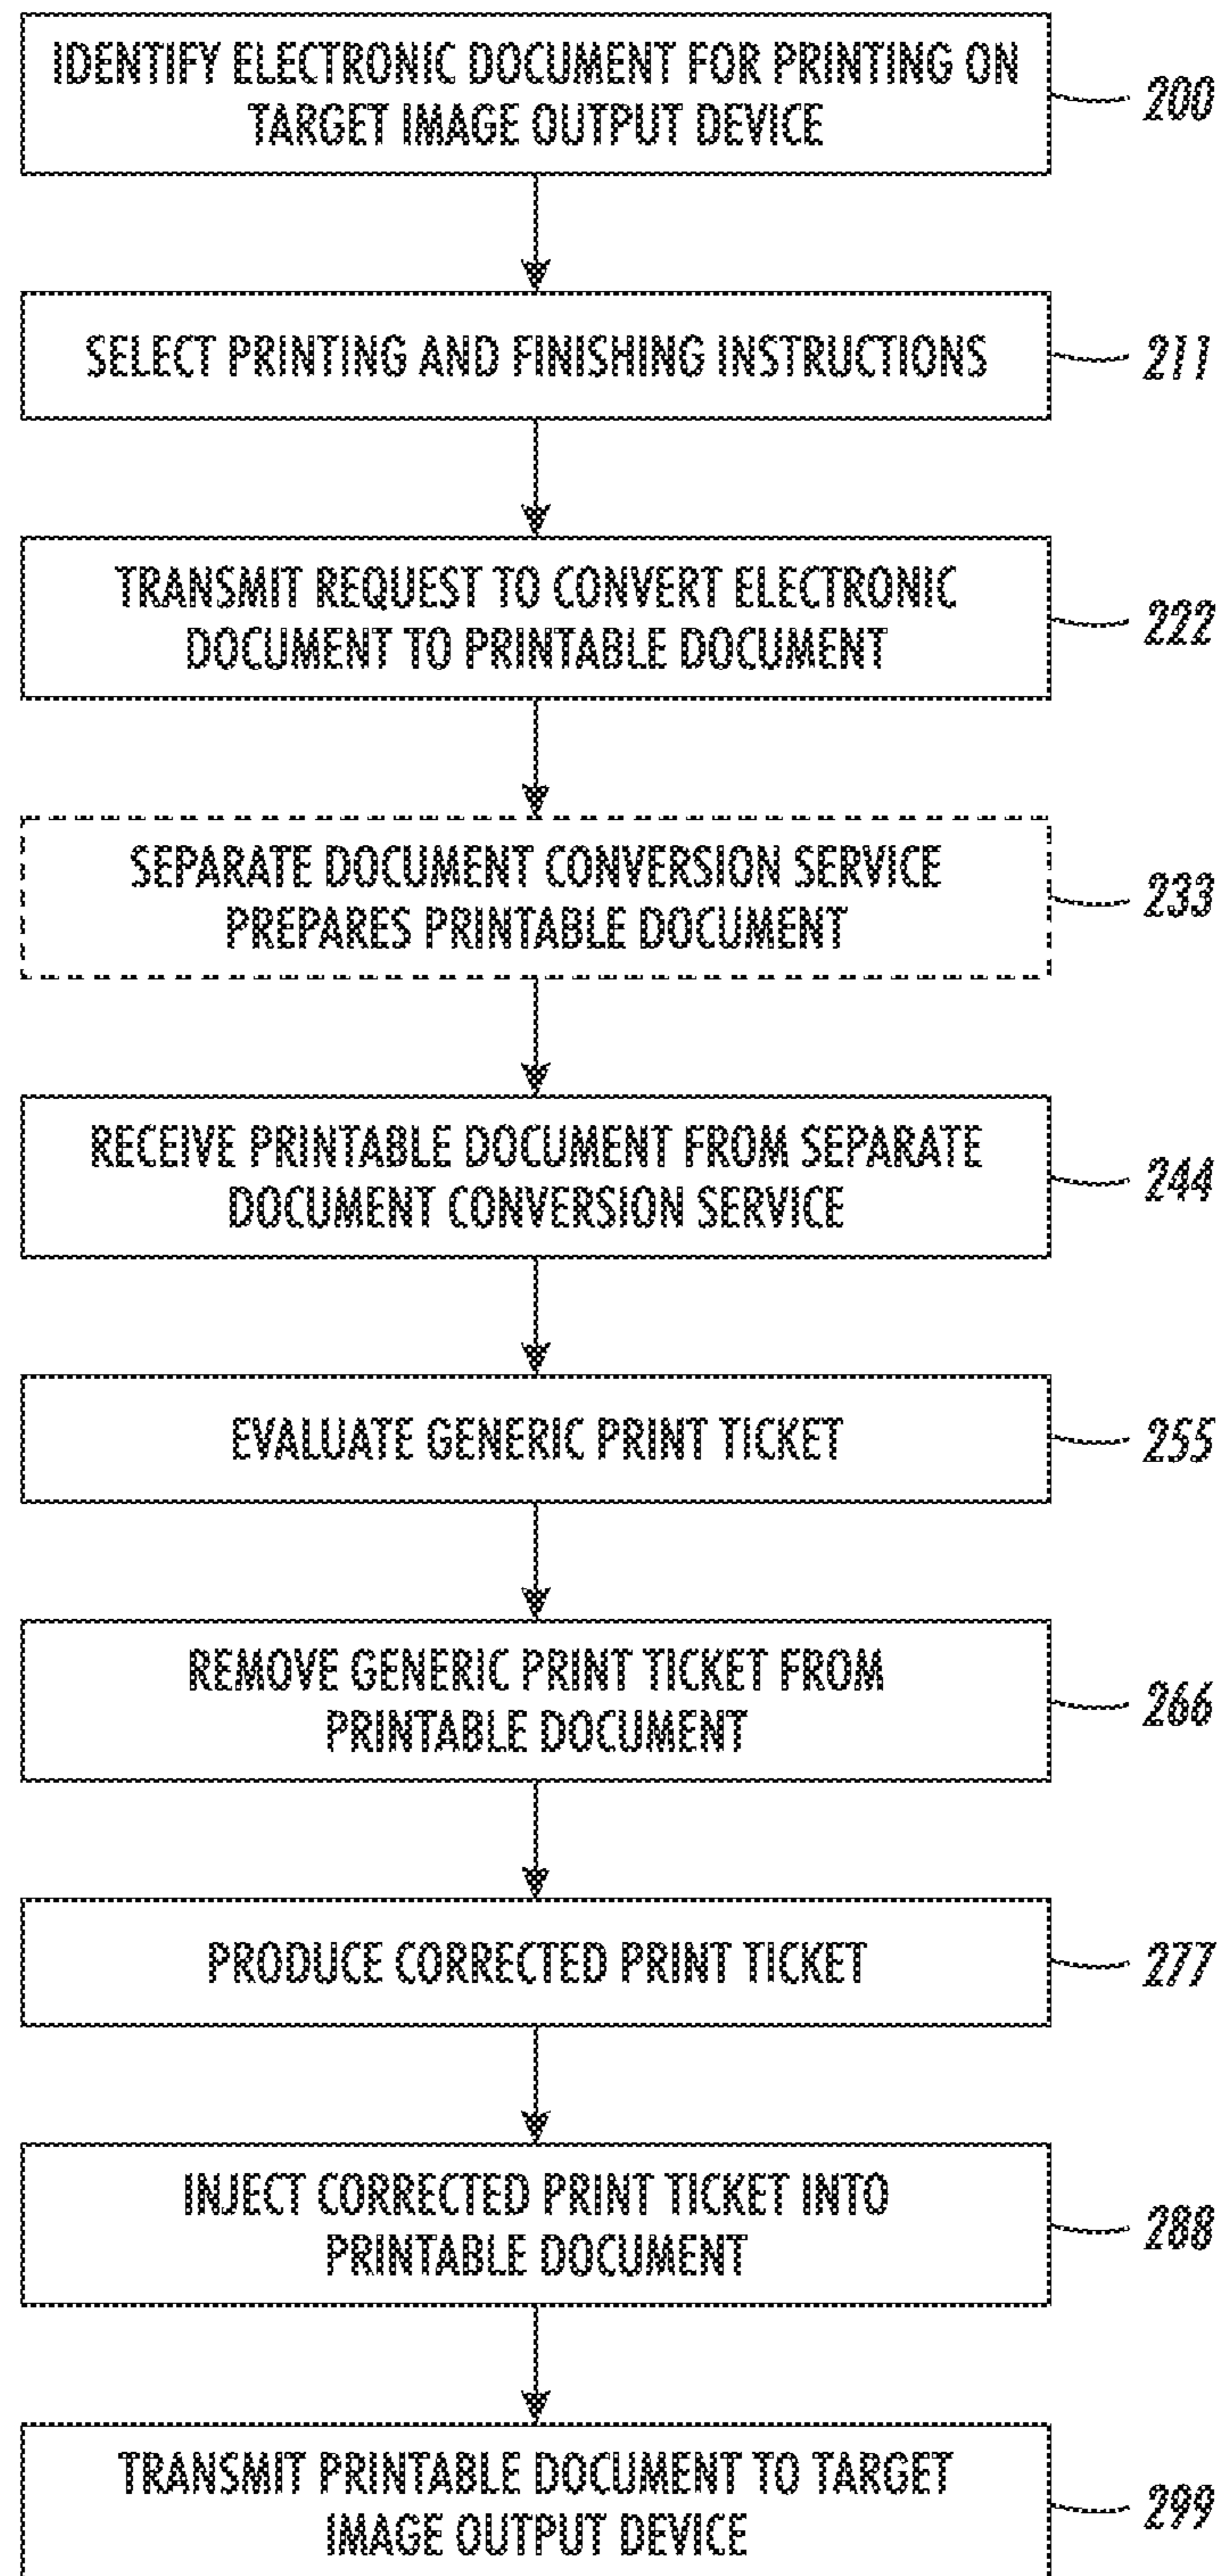 IDENTIFY ELECTRONIC DOCUMENT FOR PRINTING ON
TARGET IMAGE OUTPUT DEVICE
200
SELECT PRINTING AND FINISHING INSTRUCTIONS
211
TRANSMIT REQUEST TO CONVERT ELECTRONIC
DOCUMENT TO PRINTABLE DOCUMENT
222
SEPARATE DOCUMENT CONVERSION SERVICE
PREPARES PRINTABLE DOCUMENT
233
RECEIVE PRINTABLE DOCUMENT FROM SEPARATE
DOCUMENT CONVERSION SERVICE
244
EVALUATE GENERIC PRINT TICKET
255
REMOVE GENERIC PRINT TICKET FROM
PRINTABLE DOCUMENT
266
PRODUCE CORRECTED PRINT TICKET
277
INJECT CORRECTED PRINT TICKET INTO
PRINTABLE DOCUMENT
288
TRANSMIT PRINTABLE DOCUMENT TO TARGET
IMAGE OUTPUT DEVICE
299